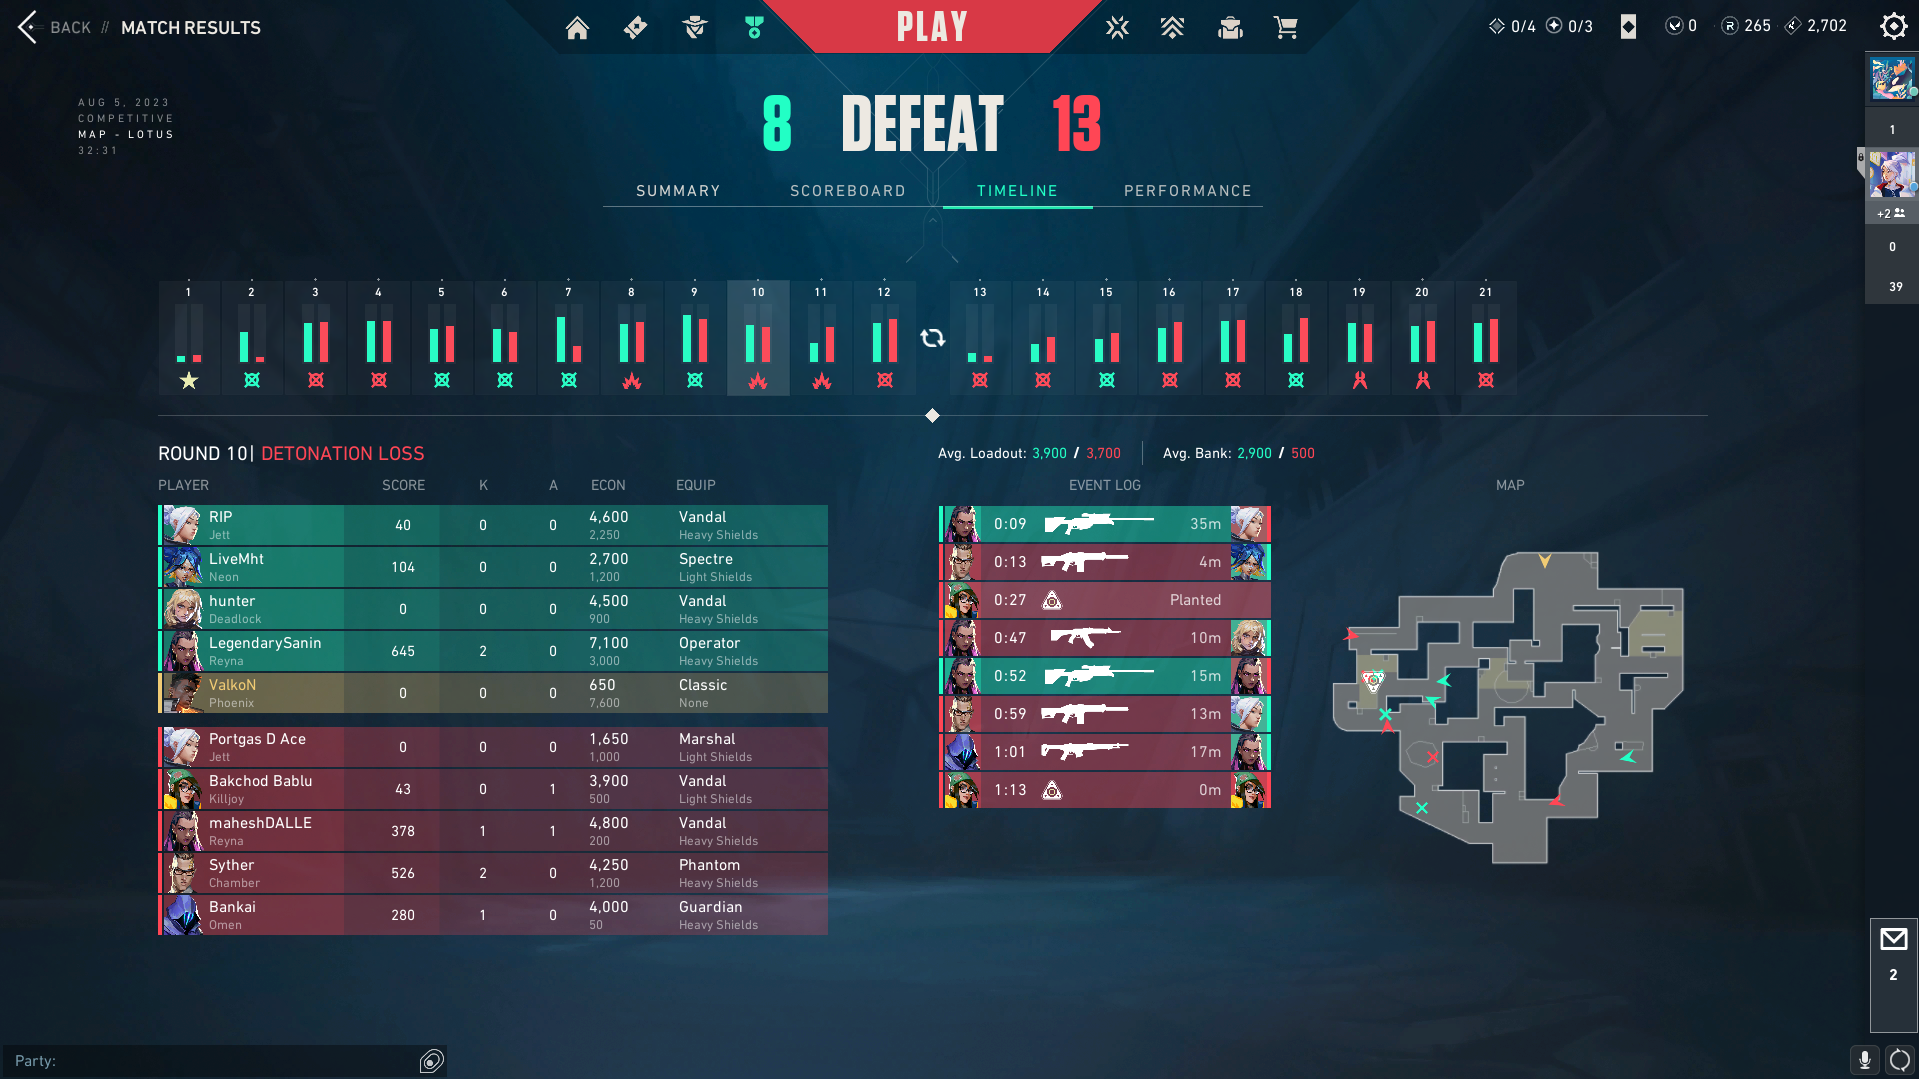 BACK // MATCH RESULTS
PLAY
0/4 0/3 0 265 2,702
AUG 5, 2023
COMPETITIVE
MAP - LOTUS
32:31
8 DEFEAT 13
SUMMARY SCOREBOARD TIMELINE PERFORMANCE
1
+2
0
39
1 2 3 4 5 6 7 8 9 10 11 12 13 14 15 16 17 18 19 20 21
ROUND 10| DETONATION LOSS
Avg. Loadout: 3,900 / 3,700 Avg. Bank: 2,900 / 500
PLAYER SCORE K A ECON EQUIP
RIP 40 0 0 4,600 Vandal
Jett 2,250 Heavy Shields
LiveMht 104 0 0 2,700 Spectre
Neon 1,200 Light Shields
hunter 0 0 0 4,500 Vandal
Deadlock 900 Heavy Shields
LegendarySanin 645 2 0 7,100 Operator
Reyna 3,000 Heavy Shields
ValkoN 0 0 0 650 Classic
Phoenix 7,600 None
Portgas D Ace 0 0 0 1,650 Marshal
Jett 1,000 Light Shields
Bakchod Bablu 43 0 1 3,900 Vandal
Killjoy 500 Light Shields
maheshDALLE 378 1 1 4,800 Vandal
Reyna 200 Heavy Shields
Syther 526 2 0 4,250 Phantom
Chamber 1,200 Heavy Shields
Bankai 280 1 0 4,000 Guardian
Omen 50 Heavy Shields
EVENT LOG
0:09 35m
0:13 4m
0:27 Planted
0:47 10m
0:52 15m
0:59 13m
1:01 17m
1:13 0m
MAP
2
Party: